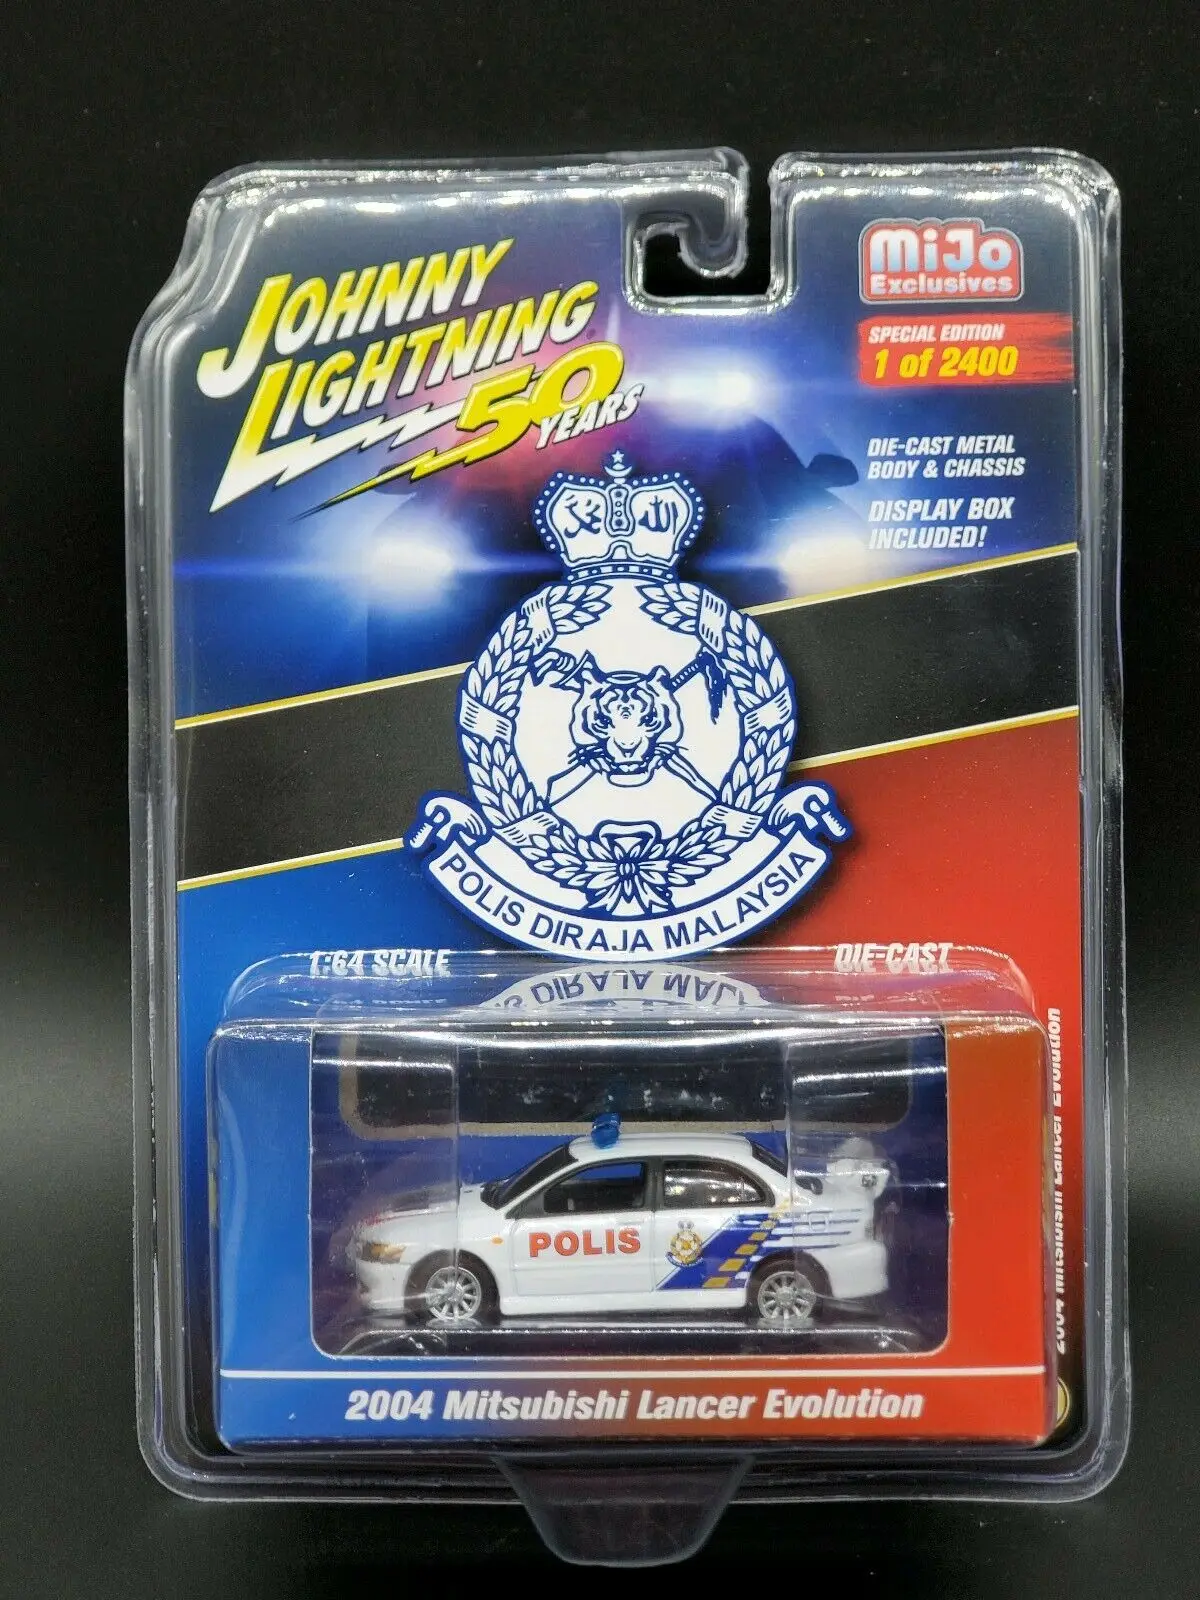 JOHNNY
LIGHTNING
50
YEARS
MiJo
Exclusives
SPECIAL EDITION
1 of 2400
DIE-CAST METAL
BODY & CHASSIS
DISPLAY BOX
INCLUDED!
POLIS DIRAJA MALAYSIA
1:64 SCALE
DIE-CAST
POLIS
2004 Mitsubishi Lancer Evolution
2004 Mitsubishi Lancer Evolution